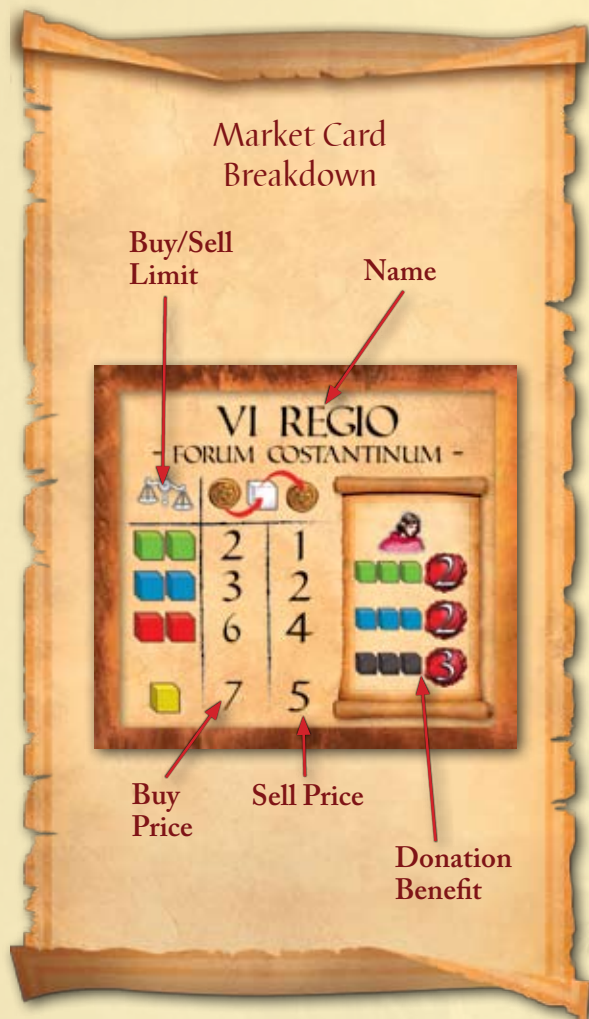 Market Card
Breakdown
Buy/Sell
Limit
Name
VI REGIO
- FORUM COSTANTINUM -
2 1
3 2
6 4
7 5
2
2
3
Buy
Price
Sell Price
Donation
Benefit